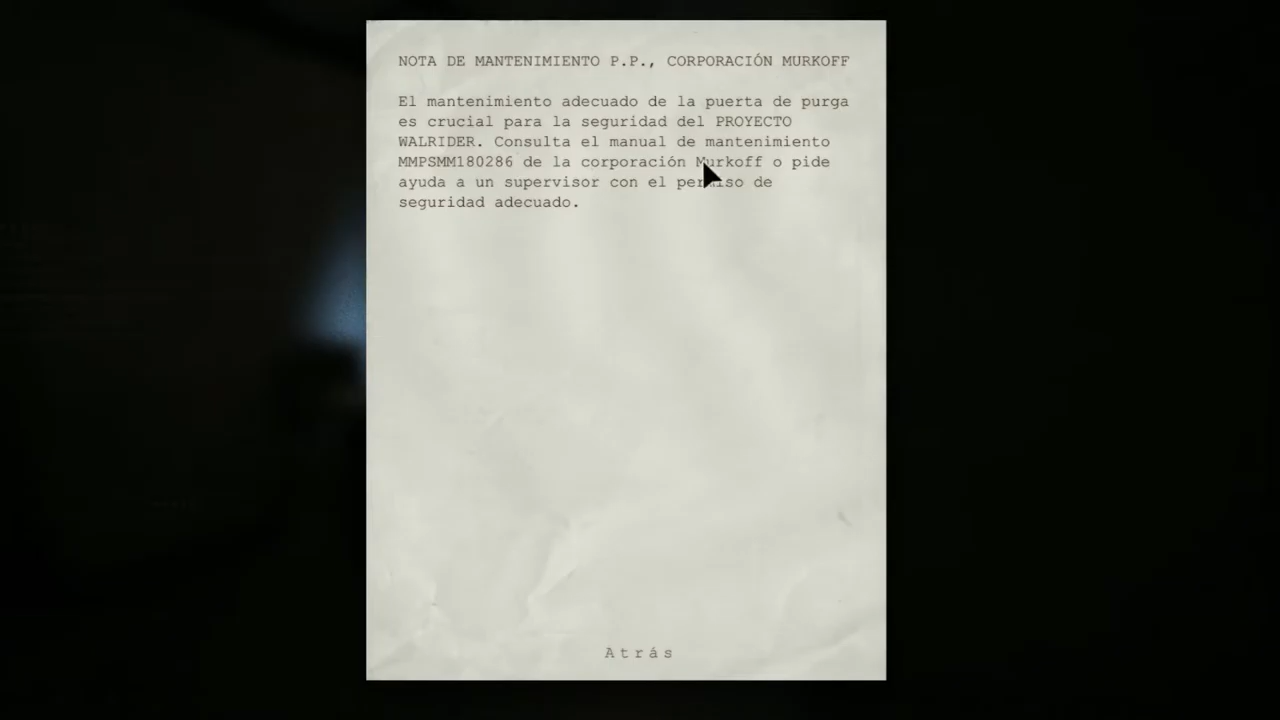 NOTA DE MANTENIMIENTO P.P., CORPORACIÓN MURKOFF
El mantenimiento adecuado de la puerta de purga
es crucial para la seguridad del PROYECTO
WALRIDER. Consulta el manual de mantenimiento
MMPSMM180286 de la corporación Murkoff o pide
ayuda a un supervisor con el permiso de
seguridad adecuado.
Atrás